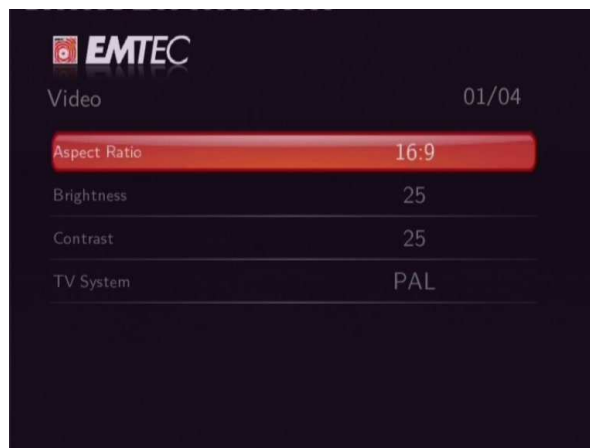 EMTEC
Video 01/04
Aspect Ratio 16:9
Brightness 25
Contrast 25
TV System PAL